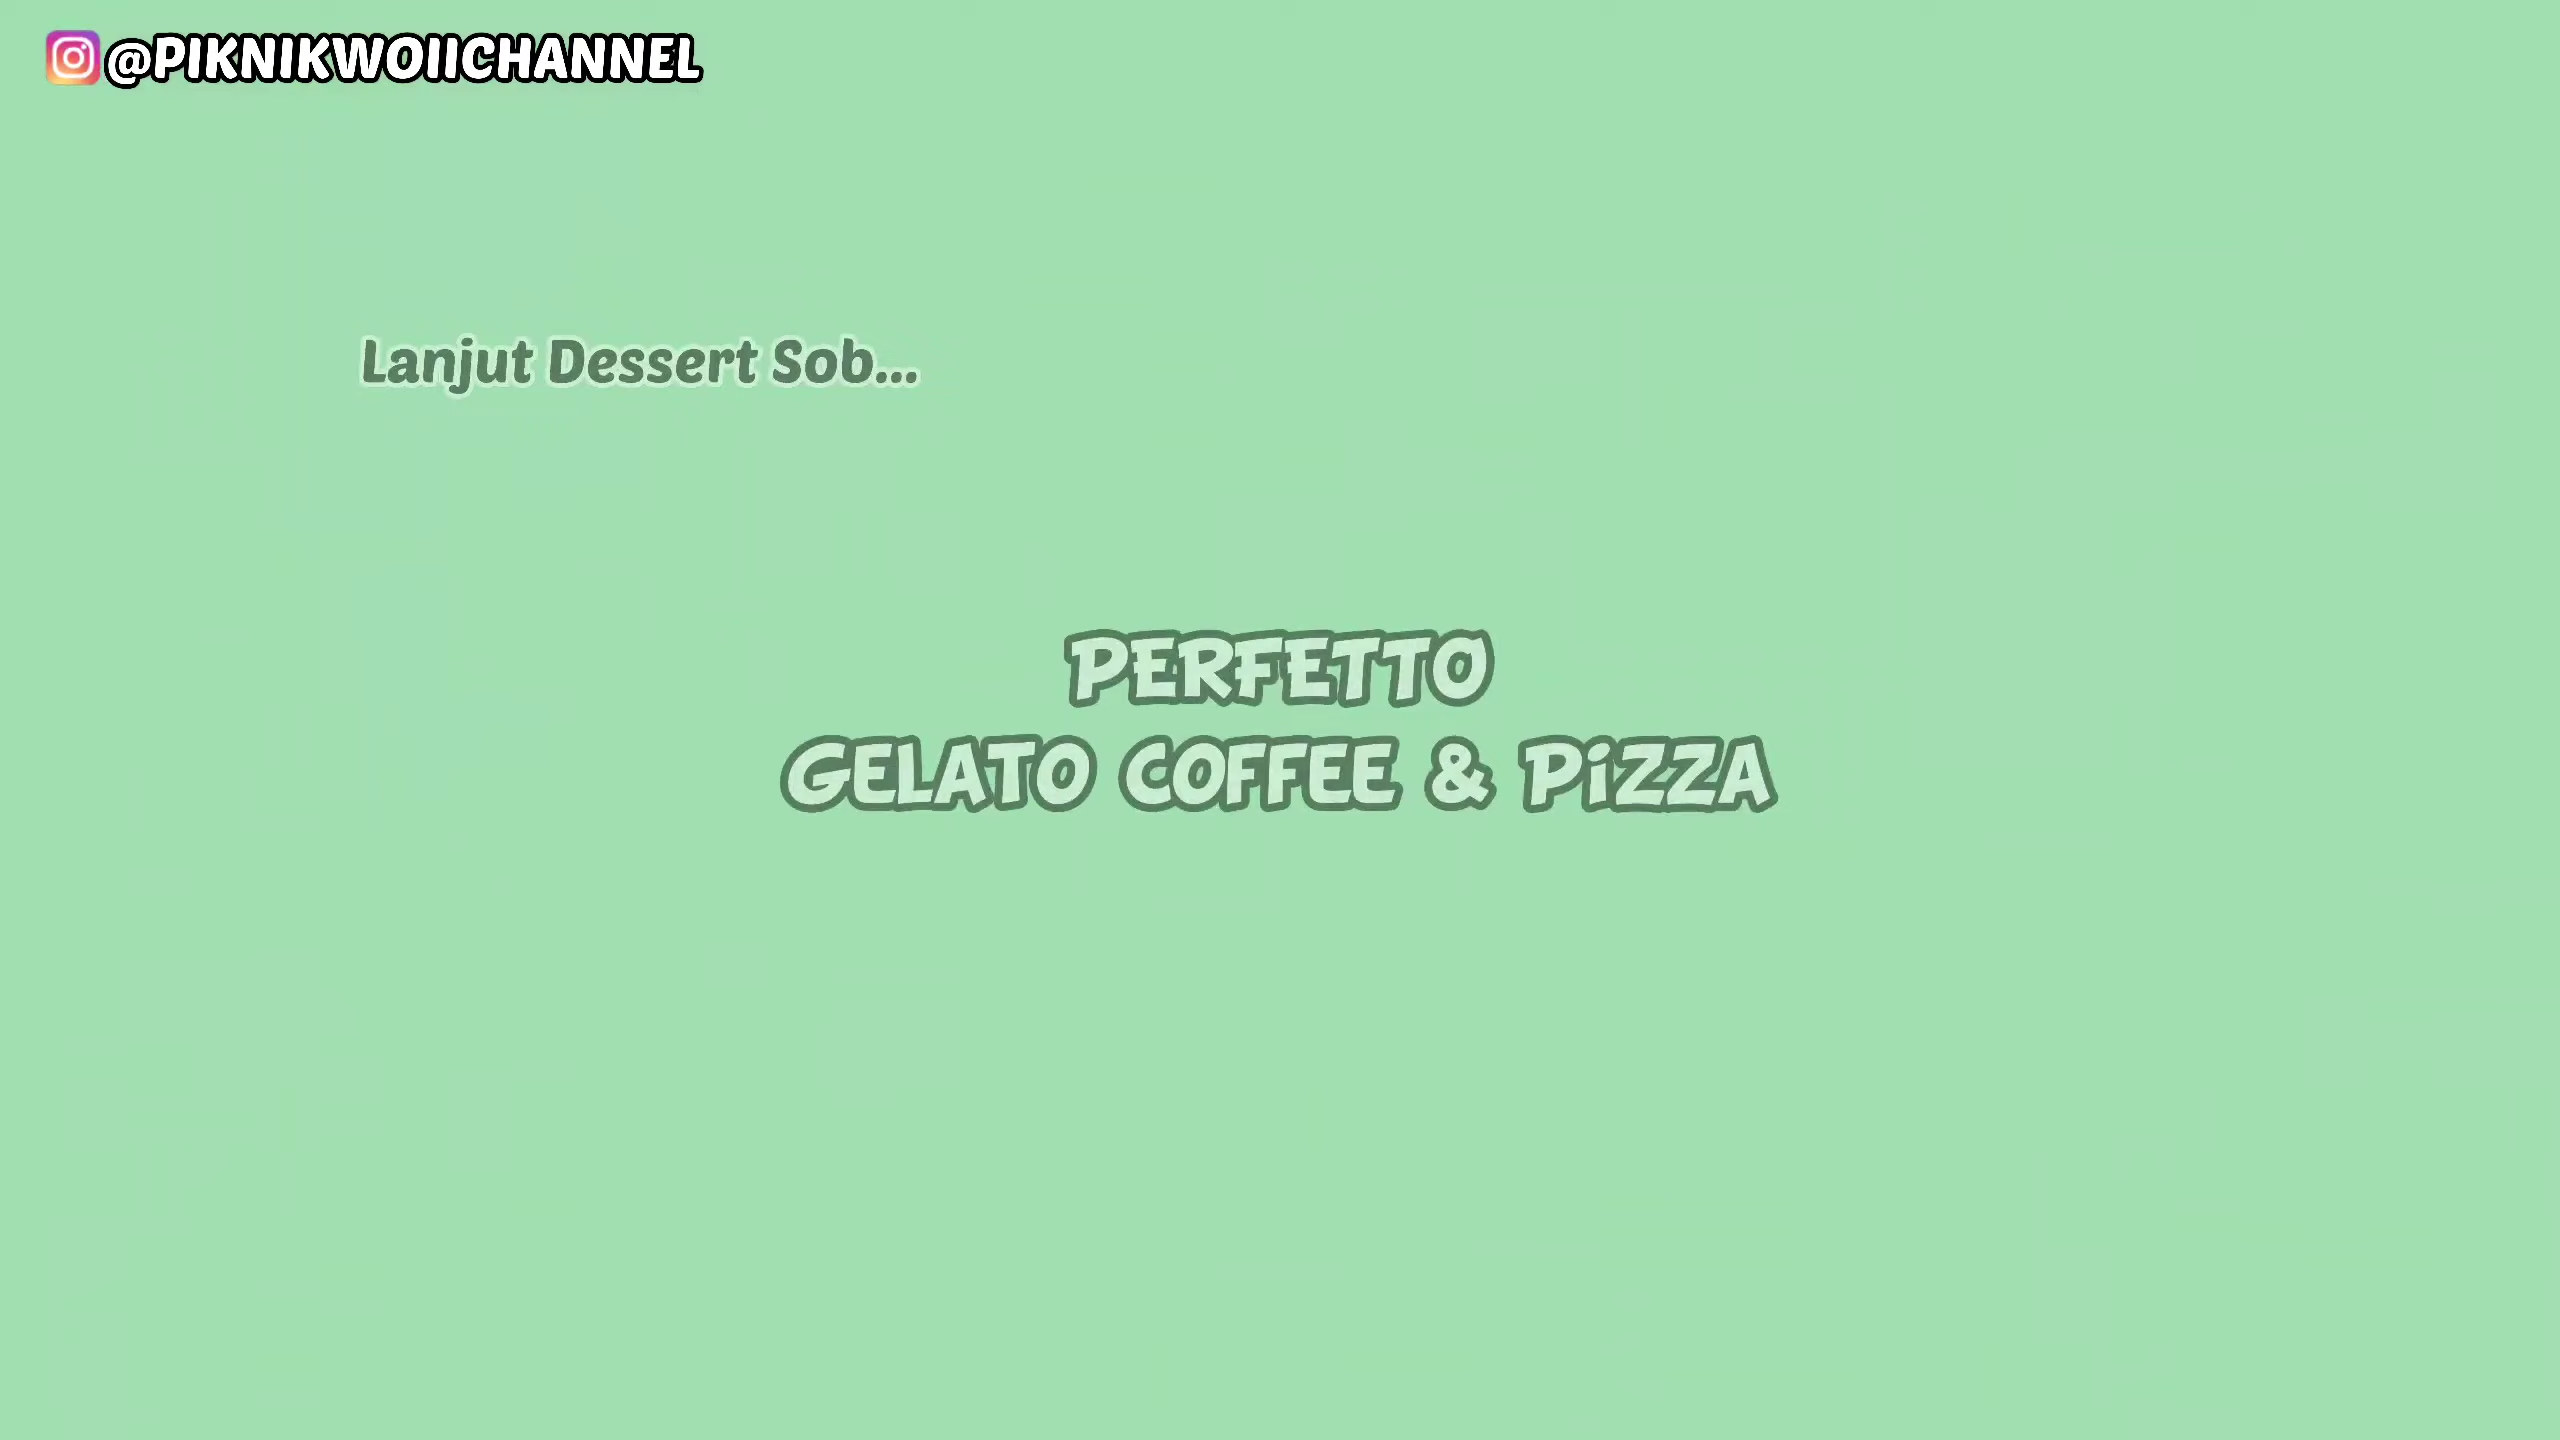 @PIKNIKWOIICHANNEL
Lanjut Dessert Sob...
PERFETTO
GELATO COFFEE & PiZZA